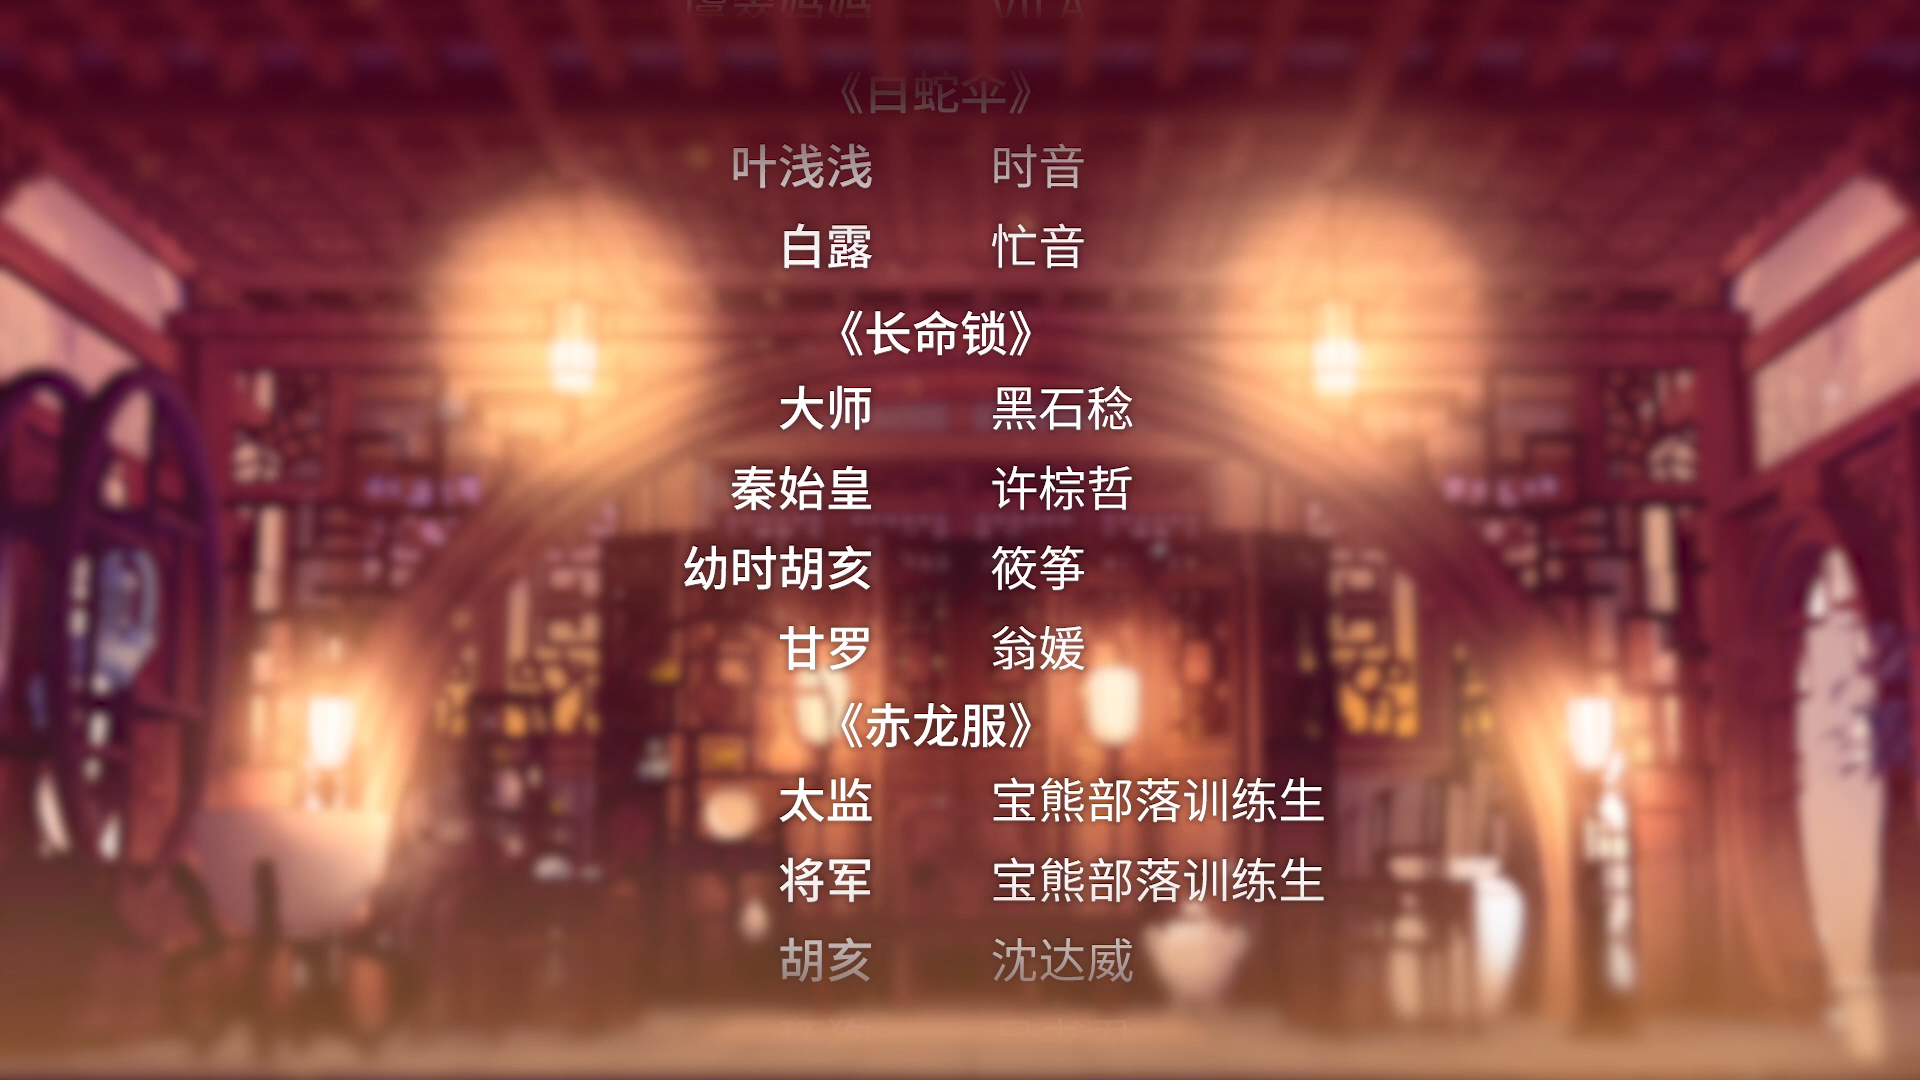 《白蛇伞》
叶浅浅 时音
白露 忙音
《长命锁》
大师 黑石稔
秦始皇 许棕哲
幼时胡亥 筱筝
甘罗 翁媛
《赤龙服》
太监 宝熊部落训练生
将军 宝熊部落训练生
胡亥 沈达威